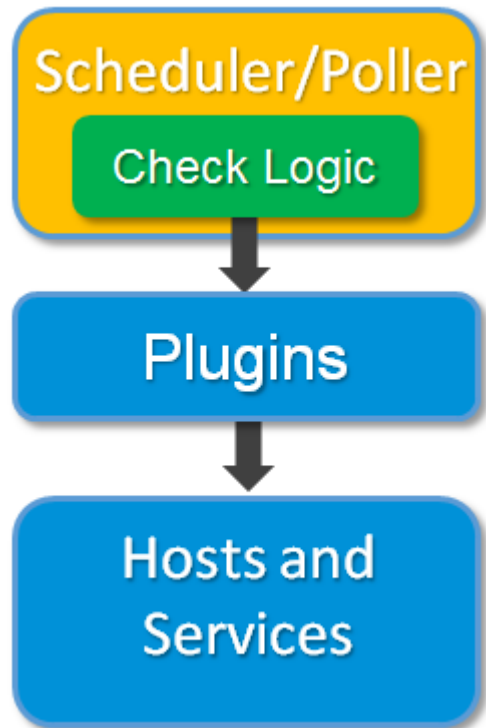 Scheduler/Poller
Check Logic
Plugins
Hosts and
Services